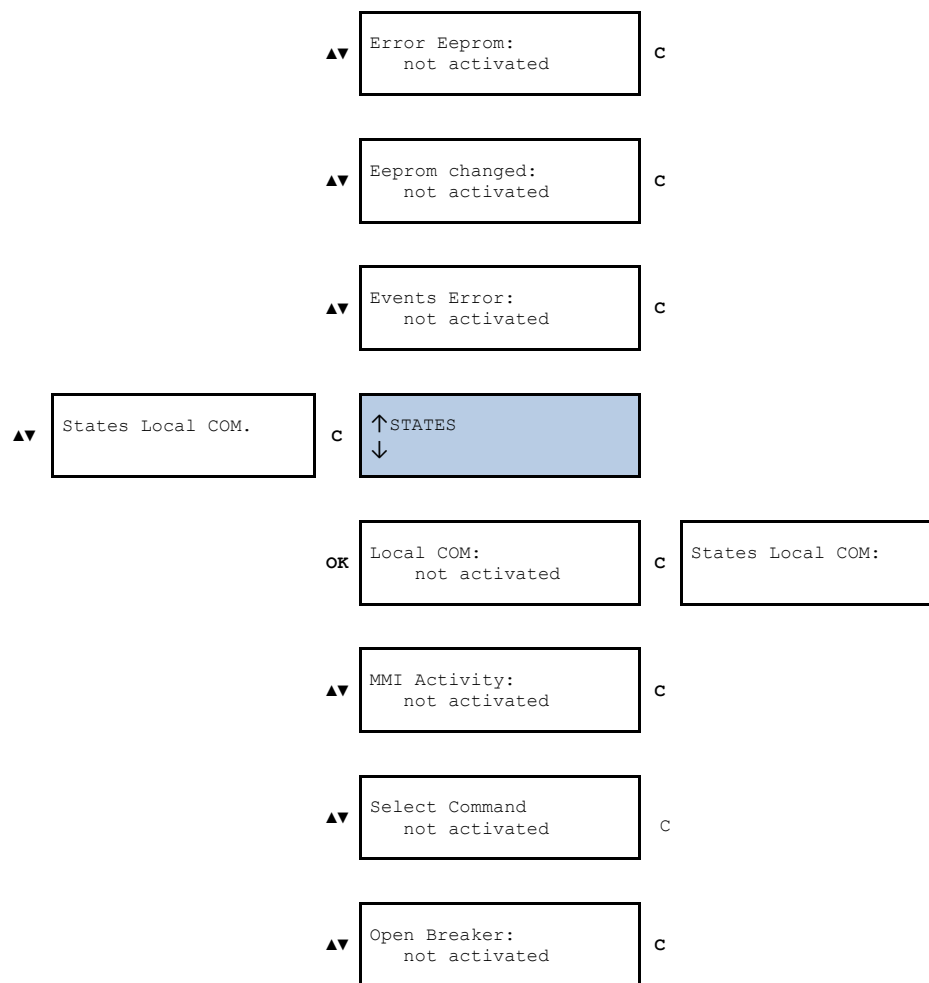 ▲▼ Error Eeprom: C
not activated
▲▼ Eeprom changed: C
not activated
▲▼ Events Error: C
not activated
▲▼ States Local COM. C ↑STATES
↓
OK Local COM: C States Local COM:
not activated
▲▼ MMI Activity: C
not activated
▲▼ Select Command
not activated C
▲▼ Open Breaker: C
not activated